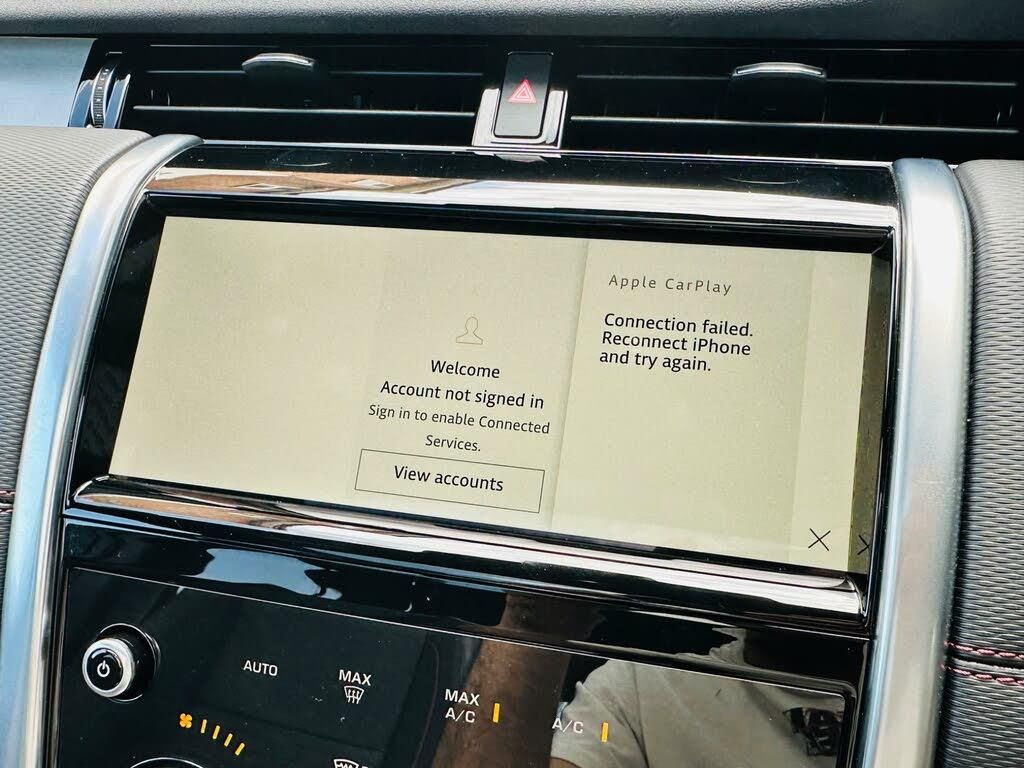 Apple CarPlay
Connection failed.
Reconnect iPhone
and try again.
Welcome
Account not signed in
Sign in to enable Connected
Services.
View accounts
AUTO
MAX
MAX
A/C
A/C